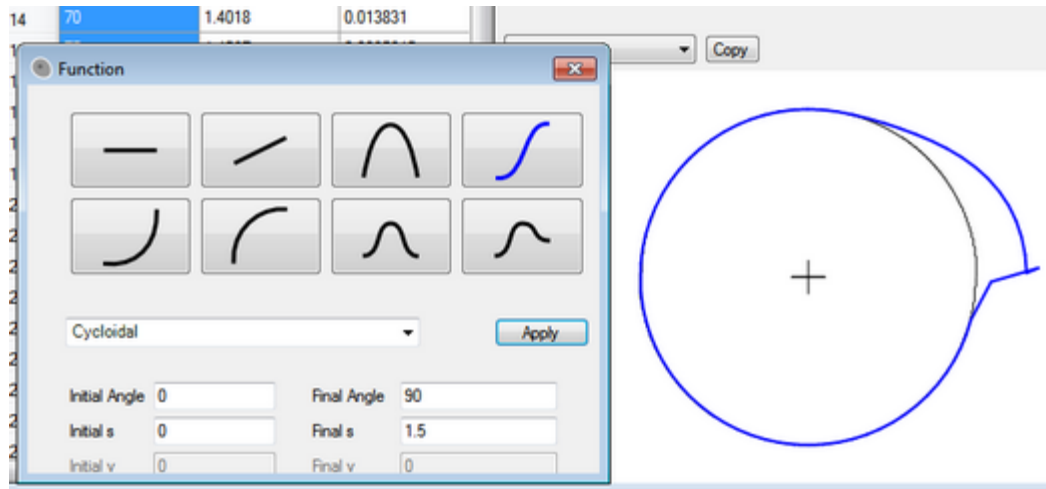 14 70 1.4018 0.013831
Copy
Function
Cycloidal
Apply
Initial Angle 0 Final Angle 90
Initial s 0 Final s 1.5
Initial v 0 Final v 0